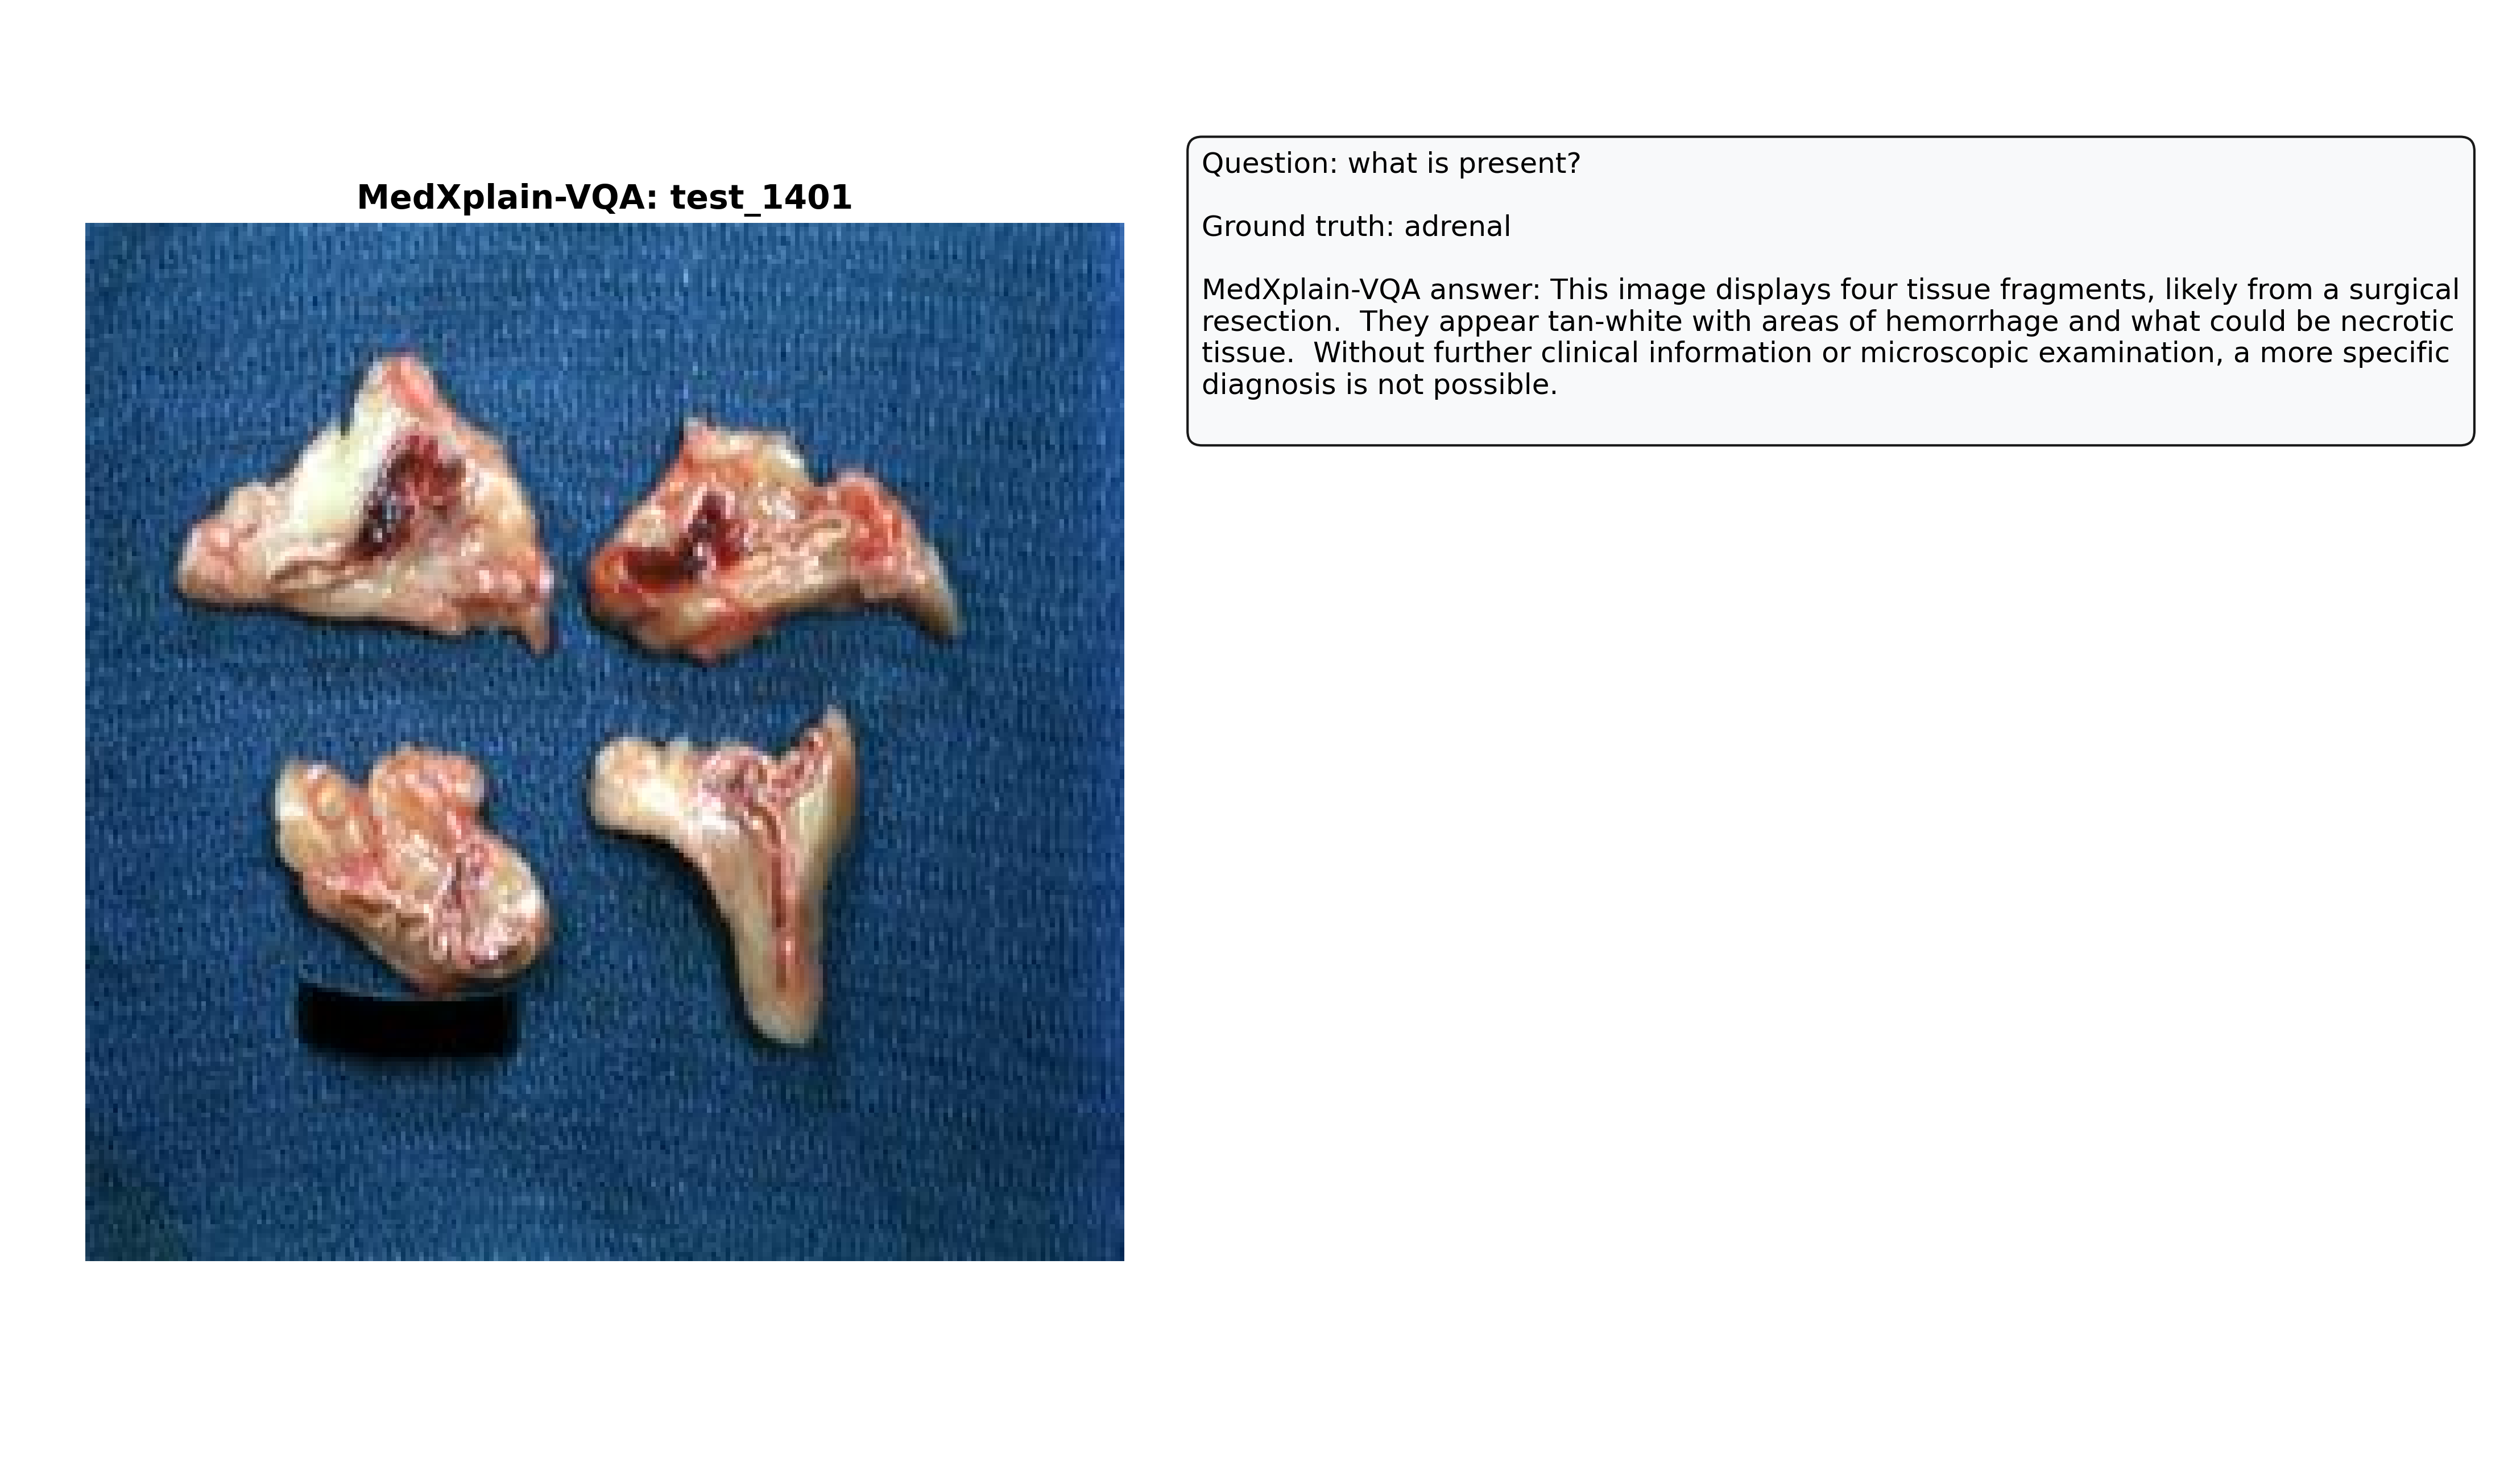 MedXplain-VQA: test_1401
Question: what is present?
Ground truth: adrenal
MedXplain-VQA answer: This image displays four tissue fragments, likely from a surgical
resection.  They appear tan-white with areas of hemorrhage and what could be necrotic
tissue.  Without further clinical information or microscopic examination, a more specific
diagnosis is not possible.